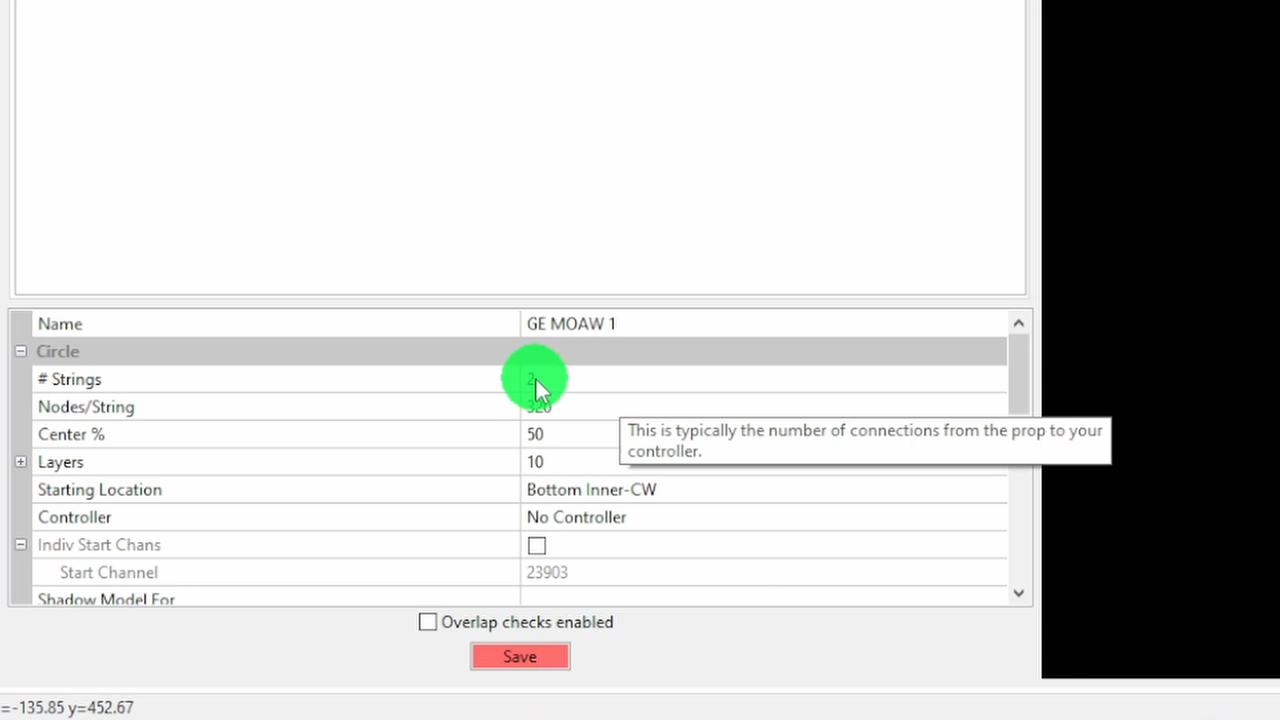 Name GE MOAW 1
Circle
# Strings 2
Nodes/String 320
This is typically the number of connections from the prop to your
controller.
Center % 50
Layers 10
Starting Location Bottom Inner-CW
Controller No Controller
Indiv Start Chans
Start Channel 23903
Shadow Model For
Overlap checks enabled
Save
=-135.85 y=452.67